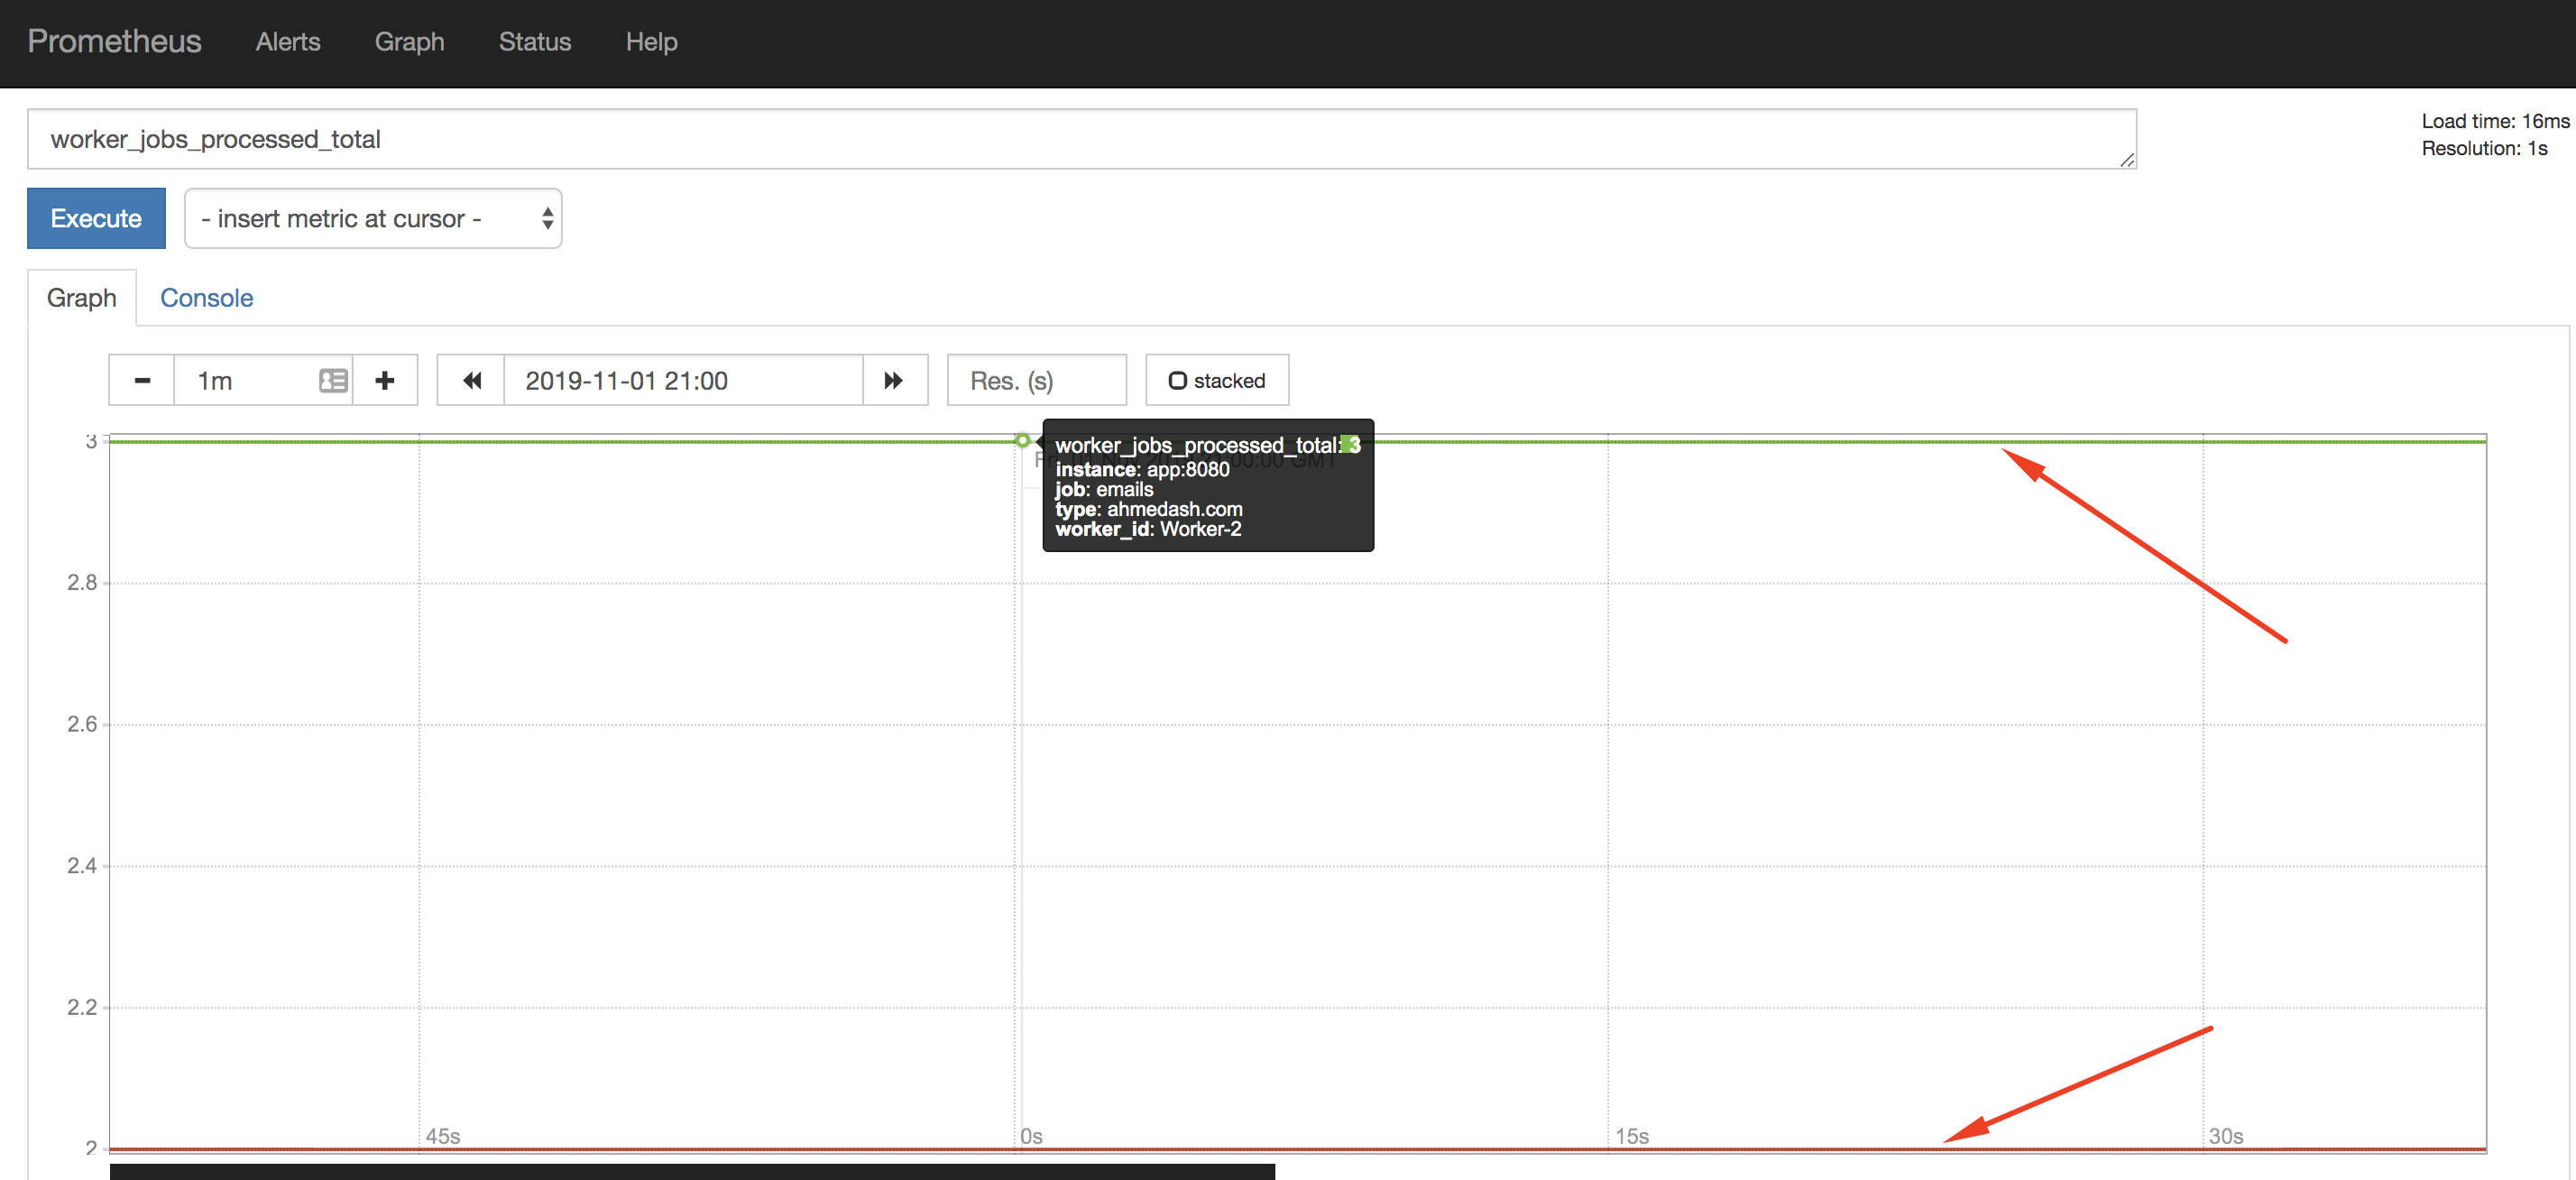 Prometheus Alerts Graph Status Help
worker_jobs_processed_total
Load time: 16ms
Resolution: 1s
Execute - insert metric at cursor -
Graph Console
1m 2019-11-01 21:00 Res. (s) stacked
3
worker_jobs_processed_total: 3
instance: app:8080
job: emails
type: ahmedash.com
worker_id: Worker-2
2.8
2.6
2.4
2.2
45s 0s 15s 30s
2